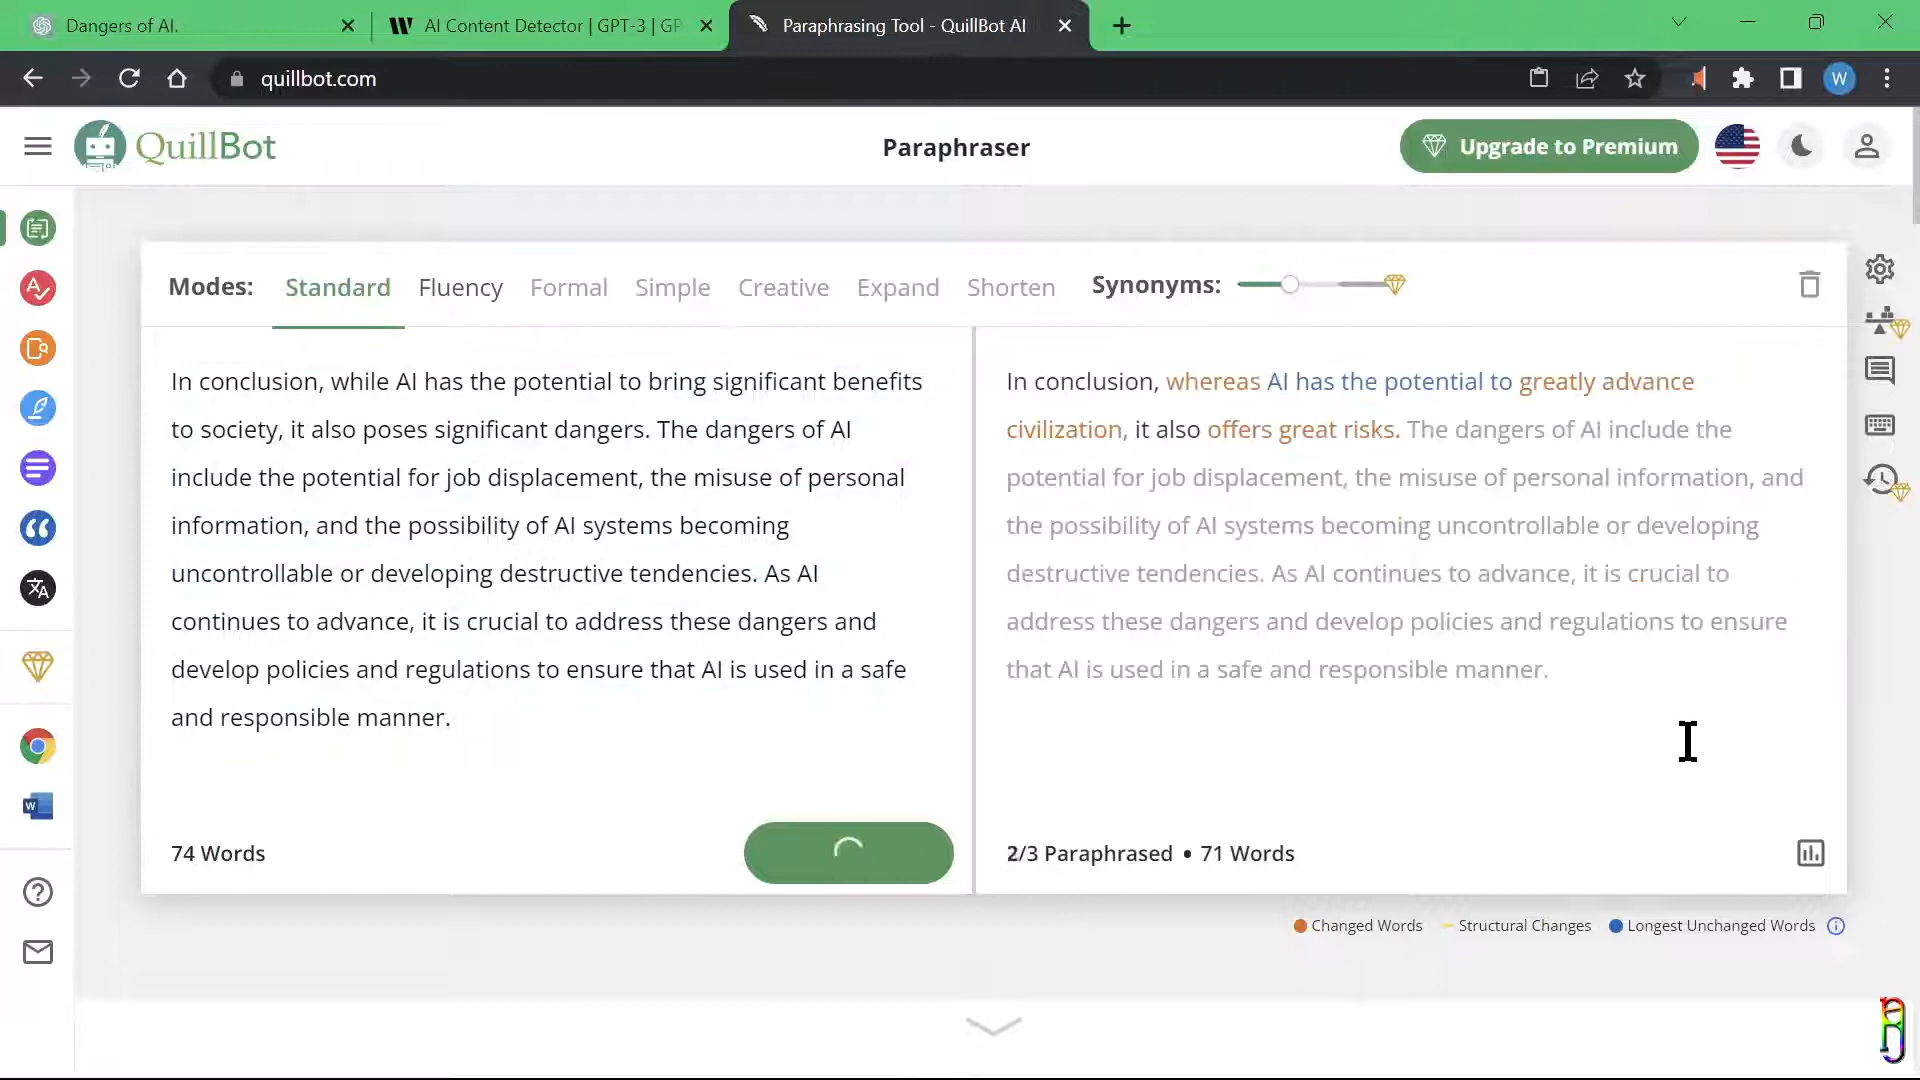 Dangers of AI.
AI Content Detector | GPT-3 | GP
Paraphrasing Tool - QuillBot AI
quillbot.com
W
QuillBot
Paraphraser
Upgrade to Premium
Modes: Standard Fluency Formal Simple Creative Expand Shorten Synonyms:
In conclusion, while AI has the potential to bring significant benefits
to society, it also poses significant dangers. The dangers of AI
include the potential for job displacement, the misuse of personal
information, and the possibility of AI systems becoming
uncontrollable or developing destructive tendencies. As AI
continues to advance, it is crucial to address these dangers and
develop policies and regulations to ensure that AI is used in a safe
and responsible manner.
74 Words
In conclusion, whereas AI has the potential to greatly advance
civilization, it also offers great risks. The dangers of AI include the
potential for job displacement, the misuse of personal information, and
the possibility of AI systems becoming uncontrollable or developing
destructive tendencies. As AI continues to advance, it is crucial to
address these dangers and develop policies and regulations to ensure
that AI is used in a safe and responsible manner.
2/3 Paraphrased • 71 Words
Changed Words Structural Changes Longest Unchanged Words